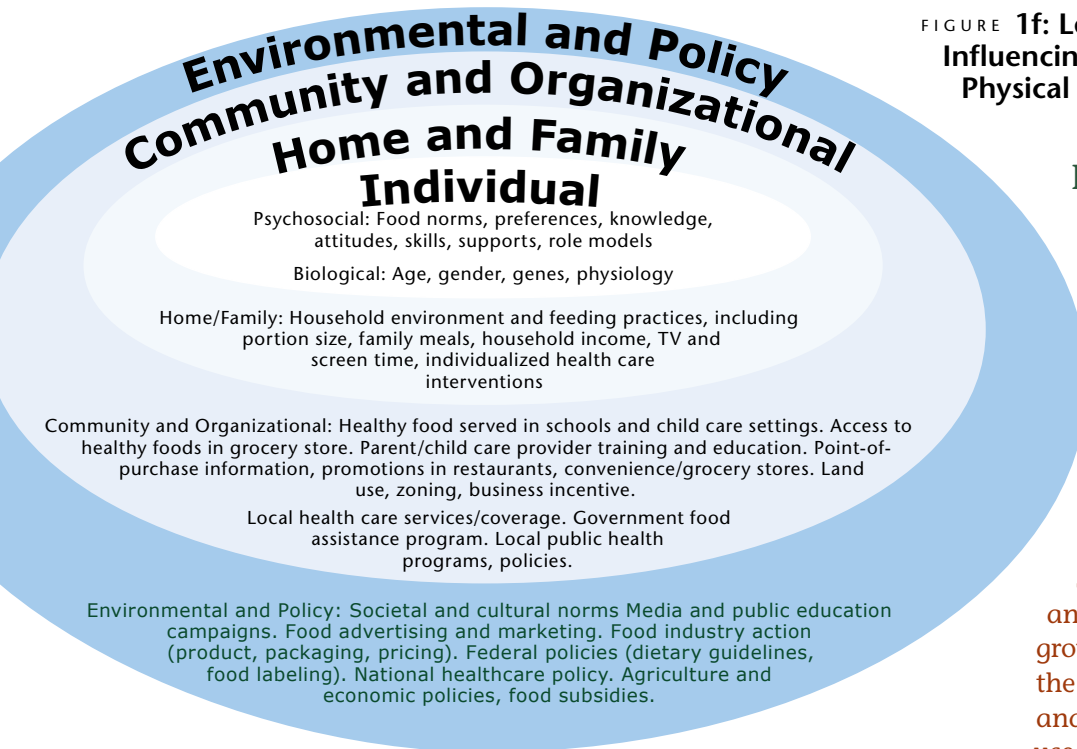 FIGURE 1f:
Influencin
Physical
Environmental and Policy
Community and Organizational
Home and Family
Individual
Psychosocial: Food norms, preferences, knowledge,
attitudes, skills, supports, role models
Biological: Age, gender, genes, physiology
Home/Family: Household environment and feeding practices, including
portion size, family meals, household income, TV and
screen time, individualized health care
interventions
Community and Organizational: Healthy food served in schools and child care settings. Access to
healthy foods in grocery store. Parent/child care provider training and education. Point-of-
purchase information, promotions in restaurants, convenience/grocery stores. Land
use, zoning, business incentive.
Local health care services/coverage. Government food
assistance program. Local public health
programs, policies.
Environmental and Policy: Societal and cultural norms Media and public education
campaigns. Food advertising and marketing. Food industry action
(product, packaging, pricing). Federal policies (dietary guidelines,
food labeling). National healthcare policy. Agriculture and
economic policies, food subsidies.
an
grov
the
and